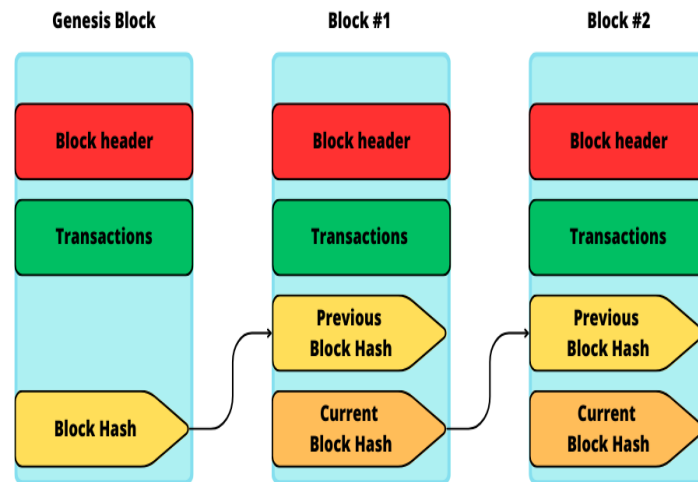 Genesis Block
Block #1
Block #2
Block header
Block header
Block header
Transactions
Transactions
Transactions
Previous
Block Hash
Previous
Block Hash
Block Hash
Current
Block Hash
Current
Block Hash